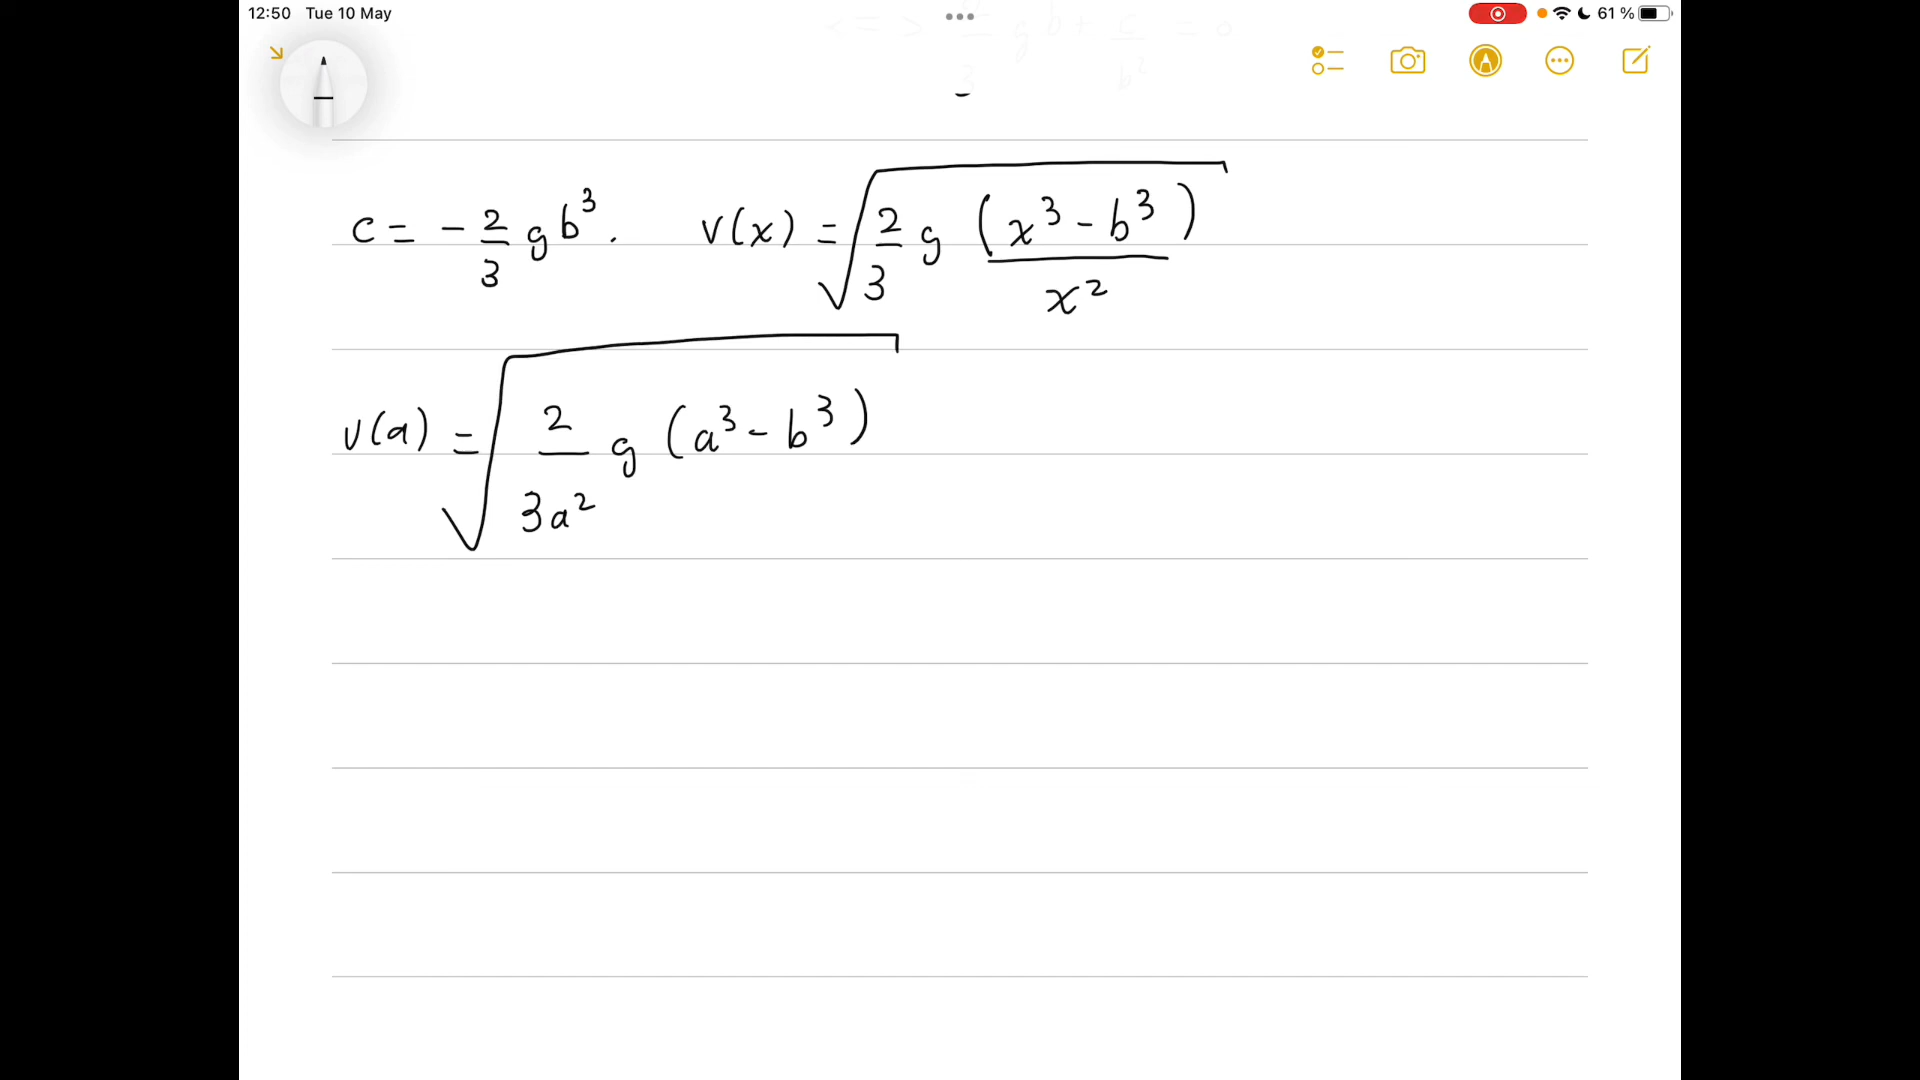 12:50 Tue 10 May
61 %
c = - 2/3 g b³. v(x) = √(2/3 g (x³ - b³)/x²)
v(a) = √(2/3a² g (a³ - b³))